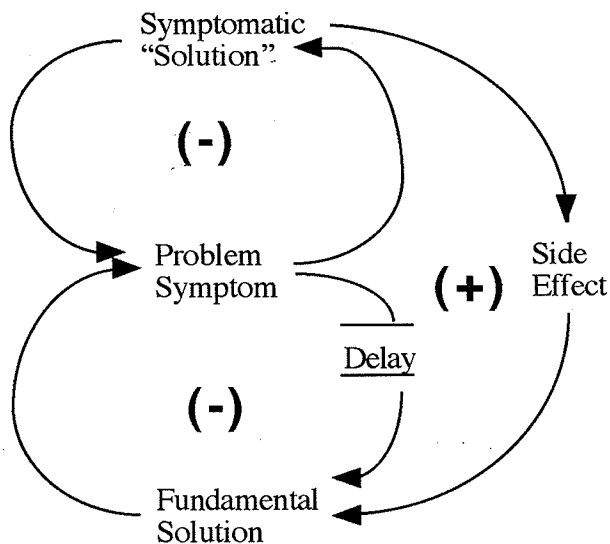 Symptomatic
“Solution”
(-)
Problem
Symptom
(+)
Side
Effect
Delay
(-)
Fundamental
Solution